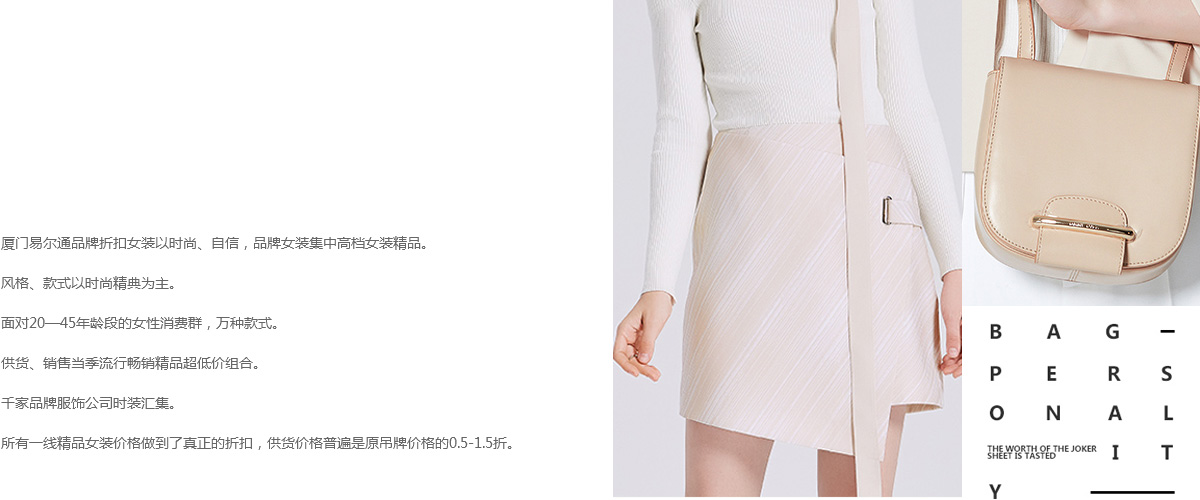 厦门易尔通品牌折扣女装以时尚、自信，品牌女装集中高档女装精品。
风格、款式以时尚精典为主。
面对20—45年龄段的女性消费群，万种款式。
供货、销售当季流行畅销精品超低价组合。
千家品牌服饰公司时装汇集。
所有一线精品女装价格做到了真正的折扣，供货价格普遍是原吊牌价格的0.5-1.5折。
B A G –
P E R S
O N A L
THE WORTH OF THE JOKER
SHEET IS TASTED
I T
Y